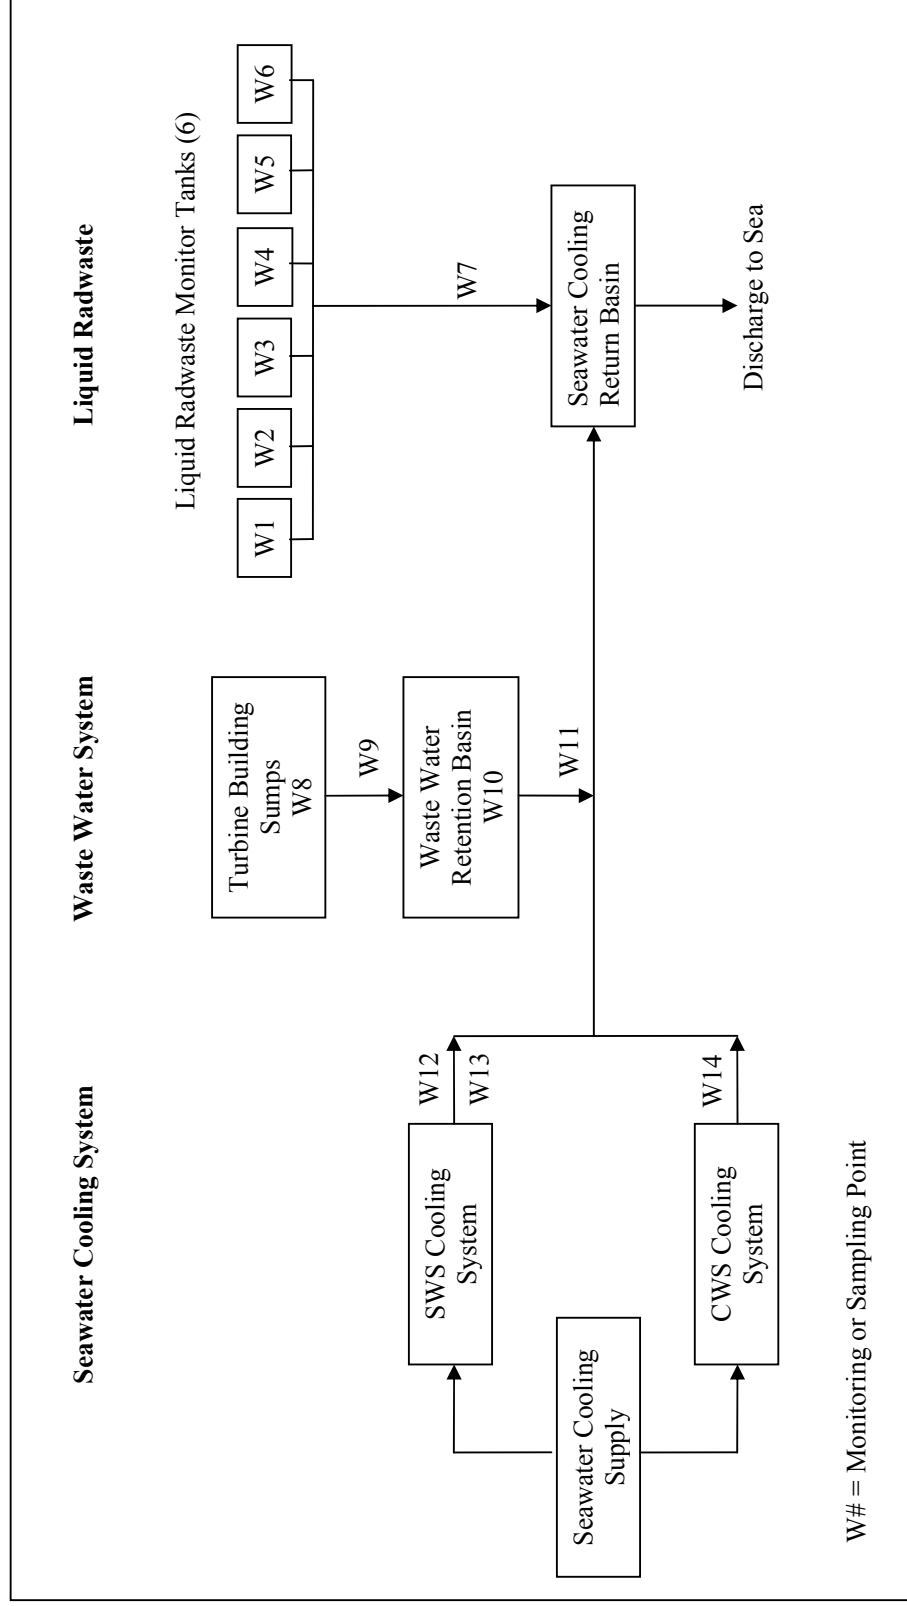 Seawater Cooling System
Waste Water System
Liquid Radwaste
Liquid Radwaste Monitor Tanks (6)
W1
W2
W3
W4
W5
W6
W7
Turbine Building
Sumps
W8
W9
Waste Water
Retention Basin
W10
W11
SWS Cooling
System
W12
W13
Seawater Cooling
Supply
CWS Cooling
System
W14
Seawater Cooling
Return Basin
Discharge to Sea
W# = Monitoring or Sampling Point